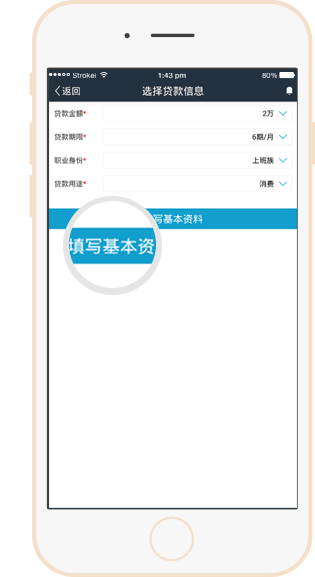 Strokei 1:43 pm 80%
返回 选择贷款信息
贷款金额* 2万
贷款期限* 6期/月
职业身份* 上班族
贷款用途* 消费
写基本资料
填写基本资